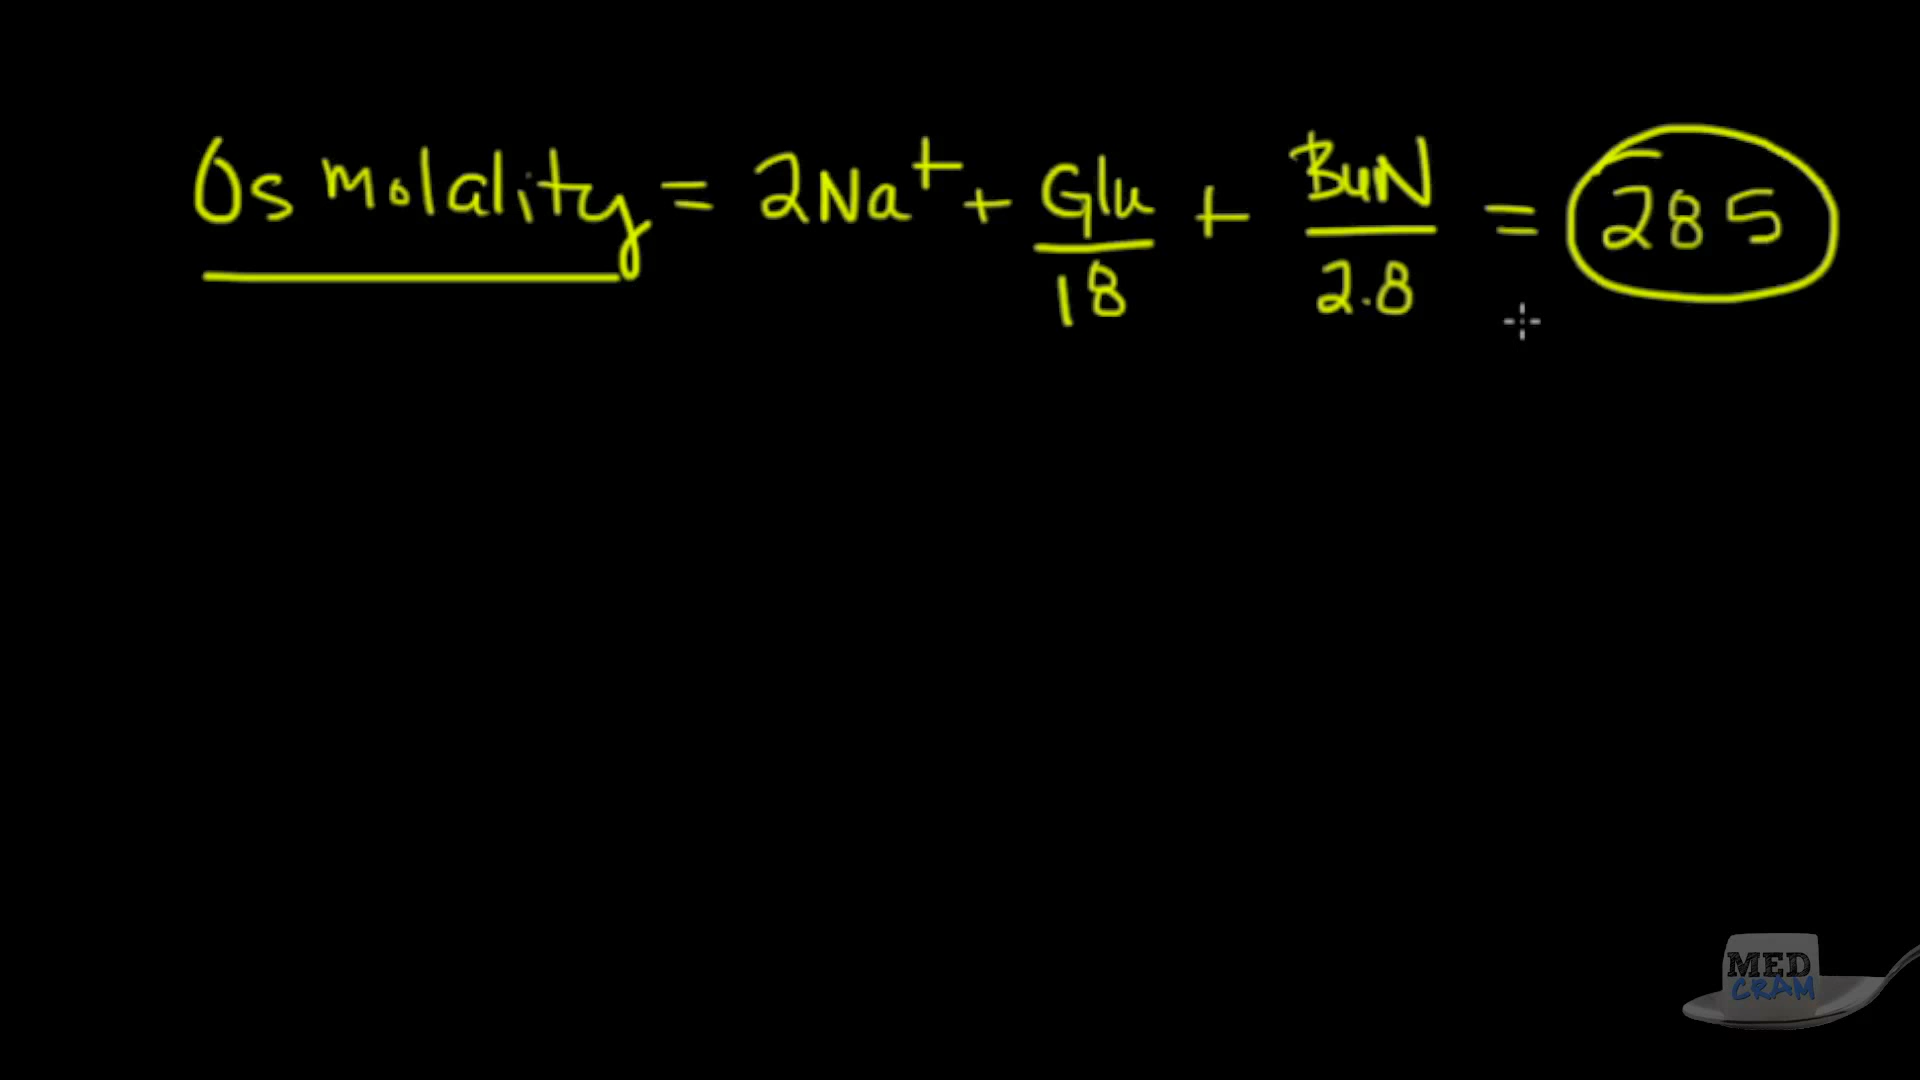 Osmolality = 2Na+ + Glu/18 + BUN/2.8 = 285
MED
CRAM